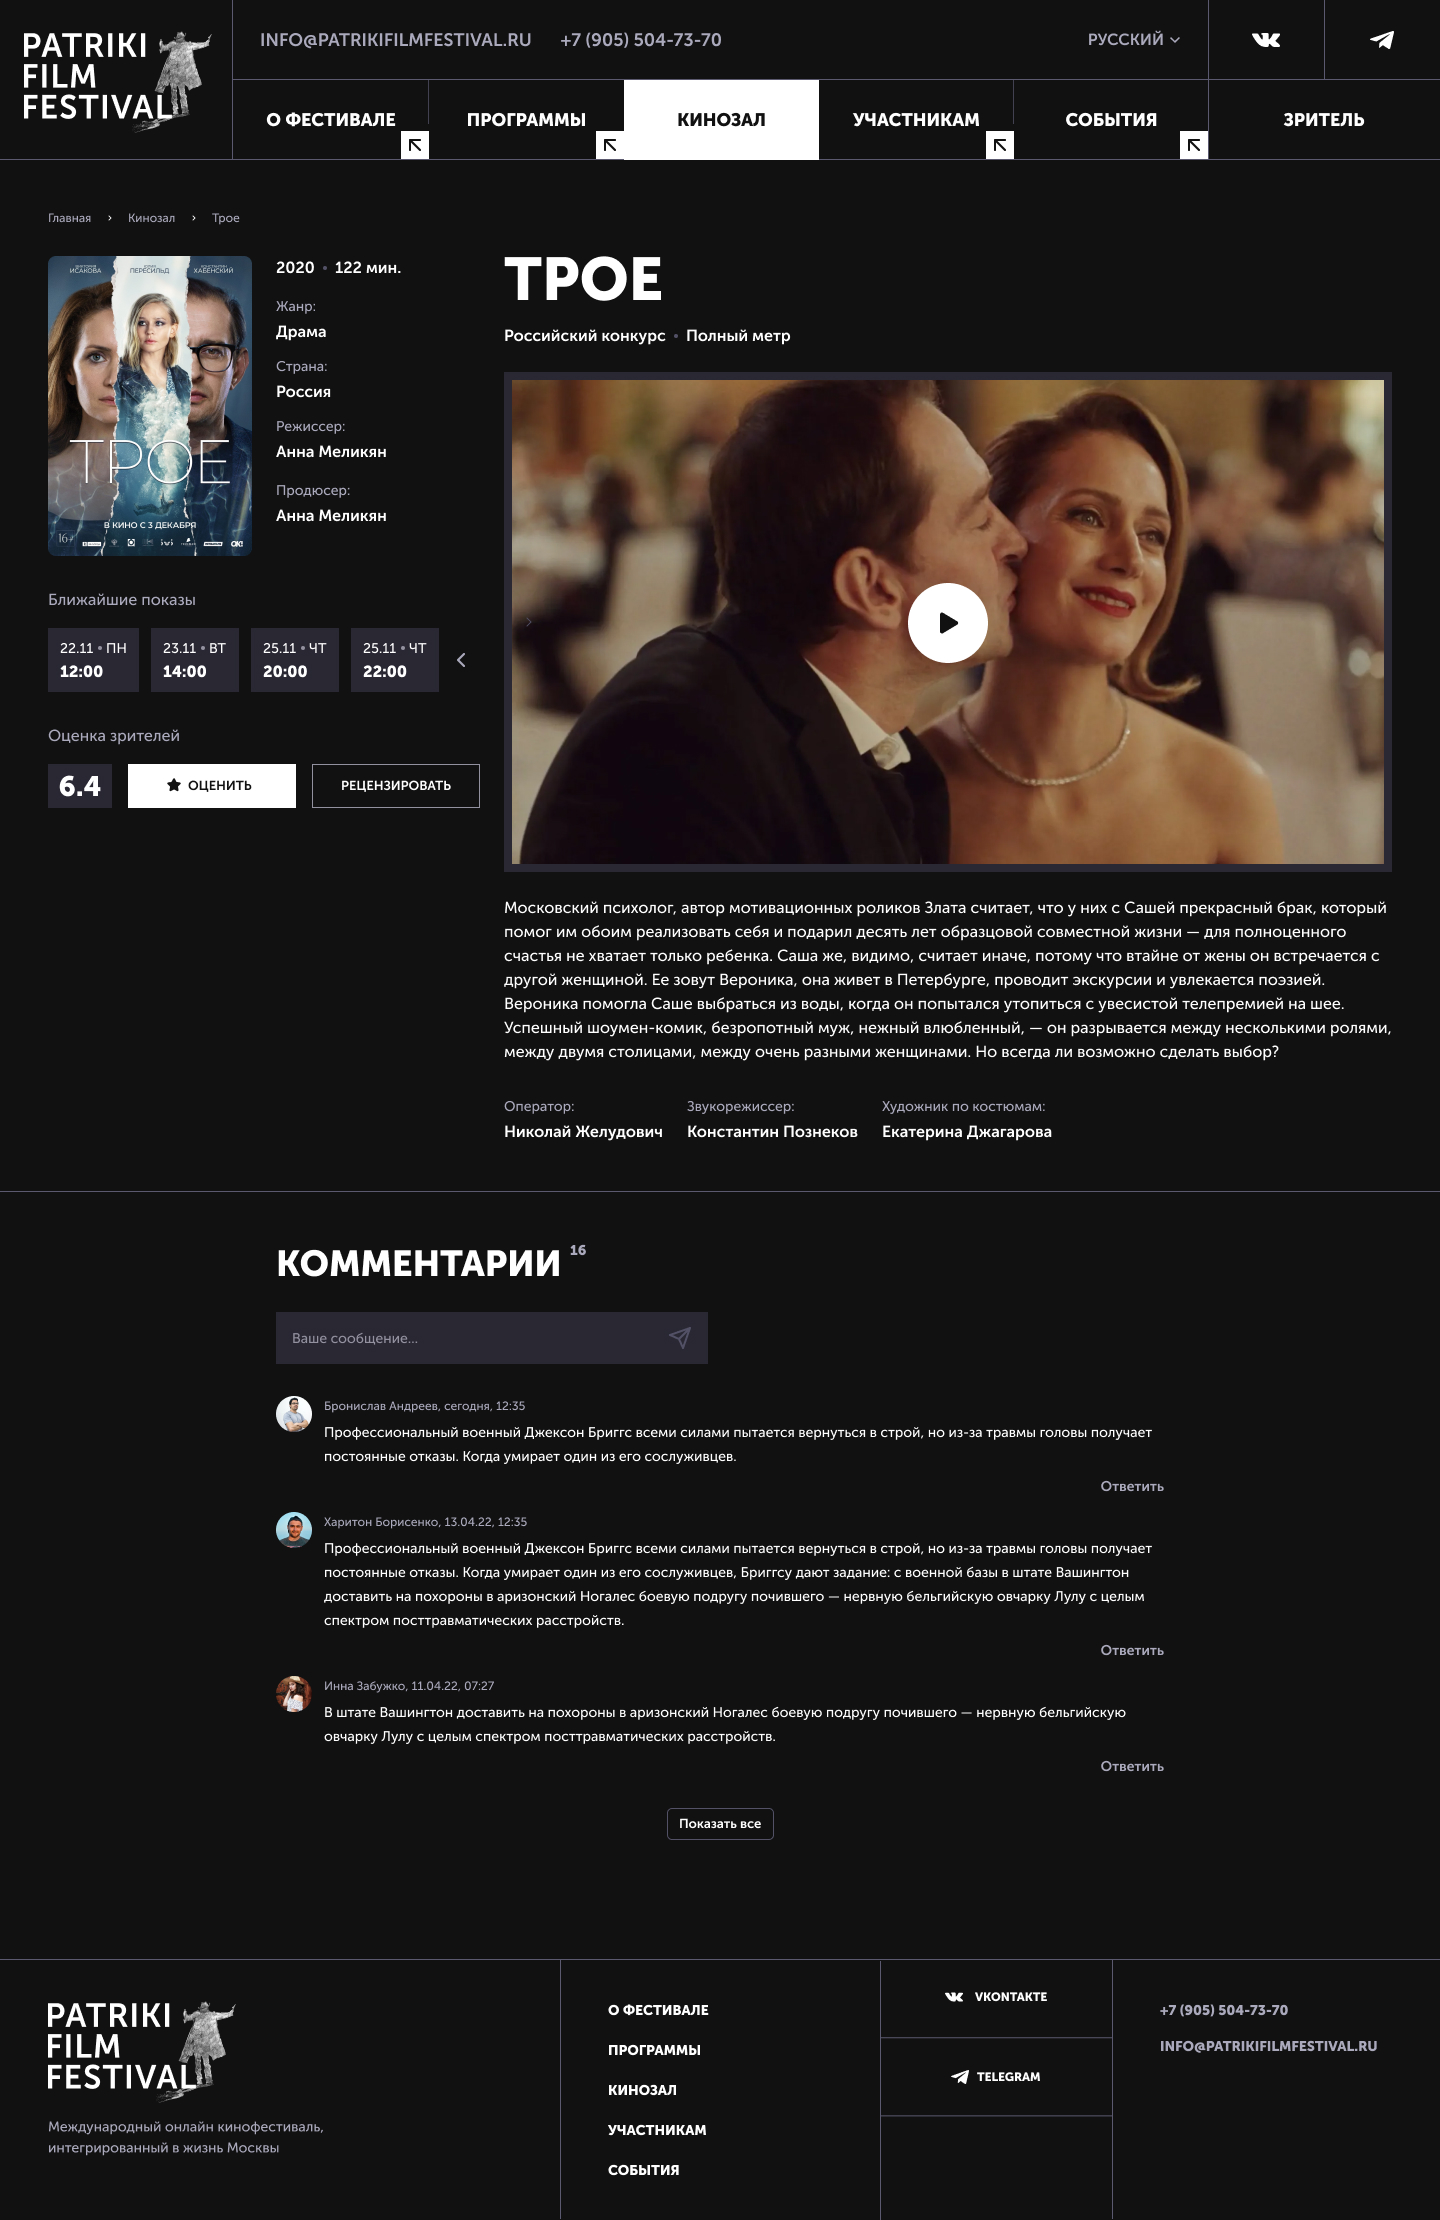 PATRIKI
FILM
FESTIVAL
INFO@PATRIKIFILMFESTIVAL.RU
+7 (905) 504-73-70
РУССКИЙ
О ФЕСТИВАЛЕ
ПРОГРАММЫ
КИНОЗАЛ
УЧАСТНИКАМ
СОБЫТИЯ
ЗРИТЕЛЬ
Главная › Кинозал › Трое
ИСАКОВА
ПЕРЕСИЛЬД
ХАБЕНСКИЙ
ТРОЕ
В КИНО С 3 ДЕКАБРЯ
16+
2020 • 122 мин.
Жанр:
Драма
Страна:
Россия
Режиссер:
Анна Меликян
Продюсер:
Анна Меликян
Ближайшие показы
22.11 • ПН
12:00
23.11 • ВТ
14:00
25.11 • ЧТ
20:00
25.11 • ЧТ
22:00
Оценка зрителей
6.4
ОЦЕНИТЬ
РЕЦЕНЗИРОВАТЬ
ТРОЕ
Российский конкурс • Полный метр
Московский психолог, автор мотивационных роликов Злата считает, что у них с Сашей прекрасный брак, который
помог им обоим реализовать себя и подарил десять лет образцовой совместной жизни — для полноценного
счастья не хватает только ребенка. Саша же, видимо, считает иначе, потому что втайне от жены он встречается с
другой женщиной. Ее зовут Вероника, она живет в Петербурге, проводит экскурсии и увлекается поэзией.
Вероника помогла Саше выбраться из воды, когда он попытался утопиться с увесистой телепремией на шее.
Успешный шоумен-комик, безропотный муж, нежный влюбленный, — он разрывается между несколькими ролями,
между двумя столицами, между очень разными женщинами. Но всегда ли возможно сделать выбор?
Оператор:
Николай Желудович
Звукорежиссер:
Константин Познеков
Художник по костюмам:
Екатерина Джагарова
КОММЕНТАРИИ 16
Ваше сообщение...
Бронислав Андреев, сегодня, 12:35
Профессиональный военный Джексон Бриггс всеми силами пытается вернуться в строй, но из-за травмы головы получает
постоянные отказы. Когда умирает один из его сослуживцев.
Ответить
Харитон Борисенко, 13.04.22, 12:35
Профессиональный военный Джексон Бриггс всеми силами пытается вернуться в строй, но из-за травмы головы получает
постоянные отказы. Когда умирает один из его сослуживцев, Бриггсу дают задание: с военной базы в штате Вашингтон
доставить на похороны в аризонский Ногалес боевую подругу почившего — нервную бельгийскую овчарку Лулу с целым
спектром посттравматических расстройств.
Ответить
Инна Забужко, 11.04.22, 07:27
В штате Вашингтон доставить на похороны в аризонский Ногалес боевую подругу почившего — нервную бельгийскую
овчарку Лулу с целым спектром посттравматических расстройств.
Ответить
Показать все
PATRIKI
FILM
FESTIVAL
Международный онлайн кинофестиваль,
интегрированный в жизнь Москвы
О ФЕСТИВАЛЕ
ПРОГРАММЫ
КИНОЗАЛ
УЧАСТНИКАМ
СОБЫТИЯ
VKONTAKTE
TELEGRAM
+7 (905) 504-73-70
INFO@PATRIKIFILMFESTIVAL.RU